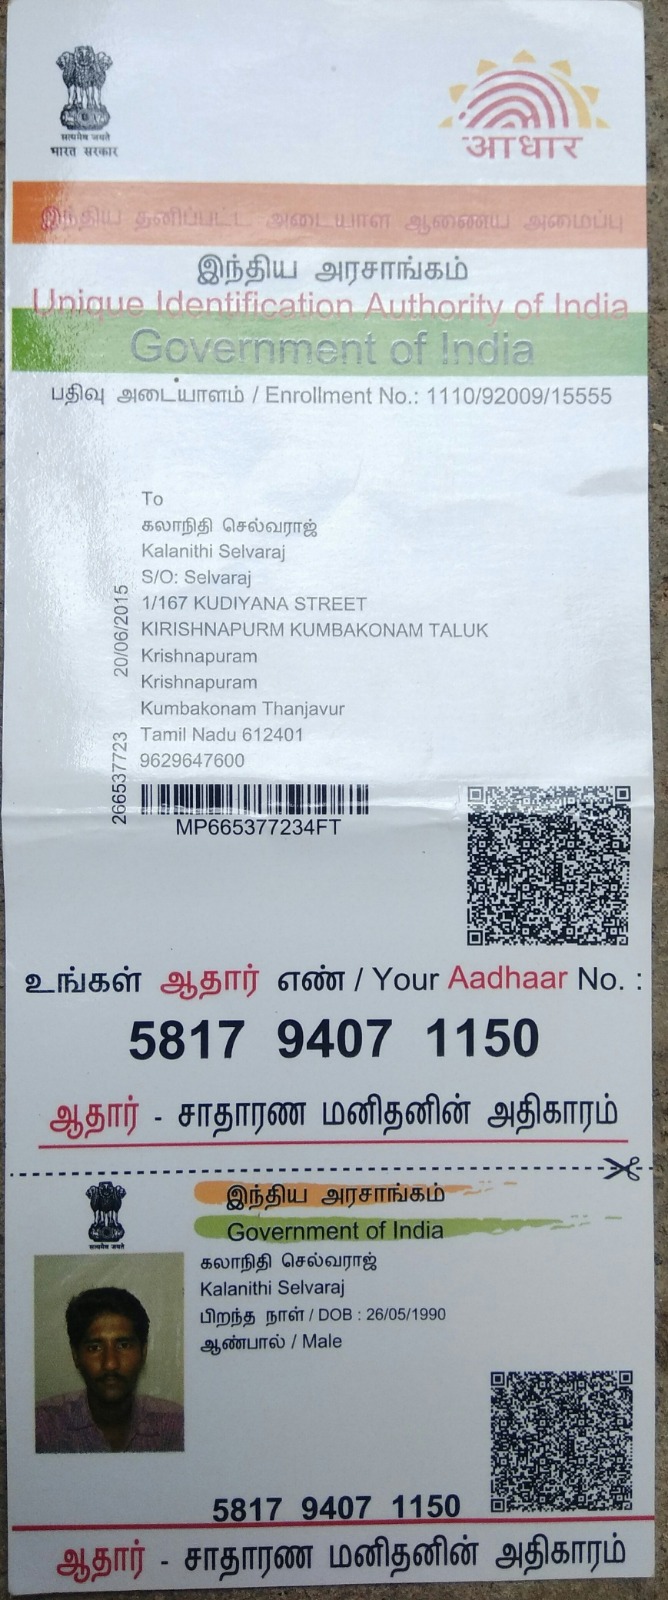 सत्यमेव जयते
भारत सरकार
आधार
இந்திய தனிப்பட்ட அடையாள ஆணைய அமைப்பு
இந்திய அரசாங்கம்
Unique Identification Authority of India
Government of India
பதிவு அடையாளம் / Enrollment No.: 1110/92009/15555
To
கலாநிதி செல்வராஜ்
Kalanithi Selvaraj
S/O: Selvaraj
1/167 KUDIYANA STREET
KIRISHNAPURM KUMBAKONAM TALUK
Krishnapuram
Krishnapuram
Kumbakonam Thanjavur
Tamil Nadu 612401
9629647600
266537723 20/06/2015
MP665377234FT
உங்கள் ஆதார் எண் / Your Aadhaar No. :
5817 9407 1150
ஆதார் - சாதாரண மனிதனின் அதிகாரம்
सत्यमेव जयते
இந்திய அரசாங்கம்
Government of India
கலாநிதி செல்வராஜ்
Kalanithi Selvaraj
பிறந்த நாள் / DOB : 26/05/1990
ஆண்பால் / Male
5817 9407 1150
ஆதார் - சாதாரண மனிதனின் அதிகாரம்